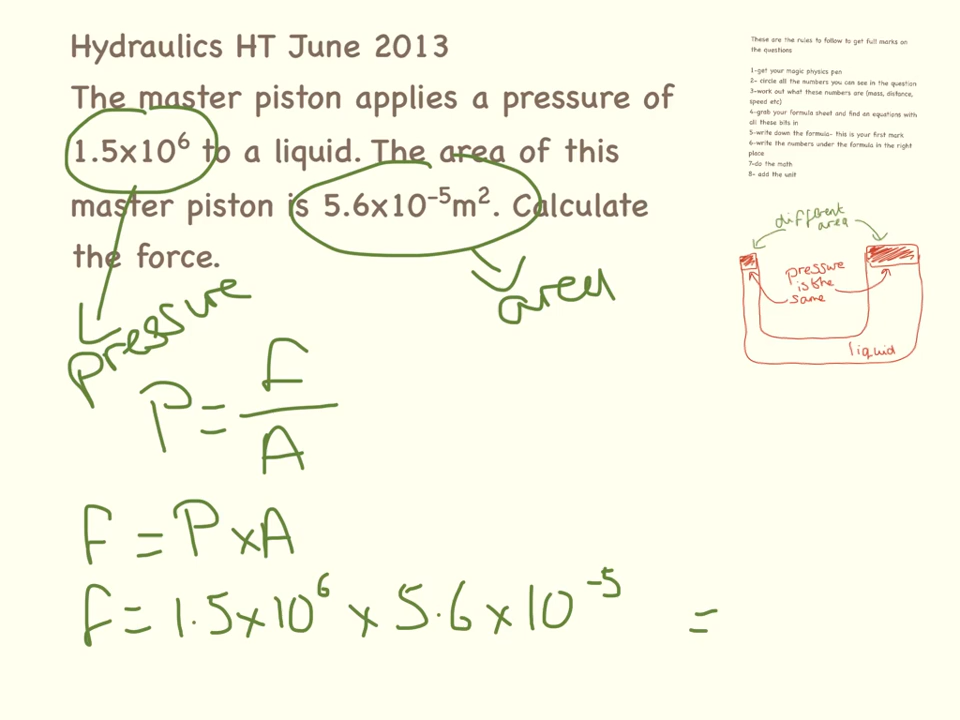 Hydraulics HT June 2013
The master piston applies a pressure of
1.5x10⁶ to a liquid. The area of this
master piston is 5.6x10⁻⁵m². Calculate
the force.
pressure
area
P = F
A
F = P x A
F = 1.5 x 10⁶ x 5.6 x 10⁻⁵ =
These are the rules to follow to get full marks on
the questions
1-get your magic physics pen
2- circle all the numbers you can see in the question
3-work out what these numbers are (mass, distance,
speed etc)
4-grab your formula sheet and find an equations with
all these bits in
5-write down the formula- this is your first mark
6-write the numbers under the formula in the right
place
7-do the math
8- add the unit
different
area
pressure
is the
same
liquid